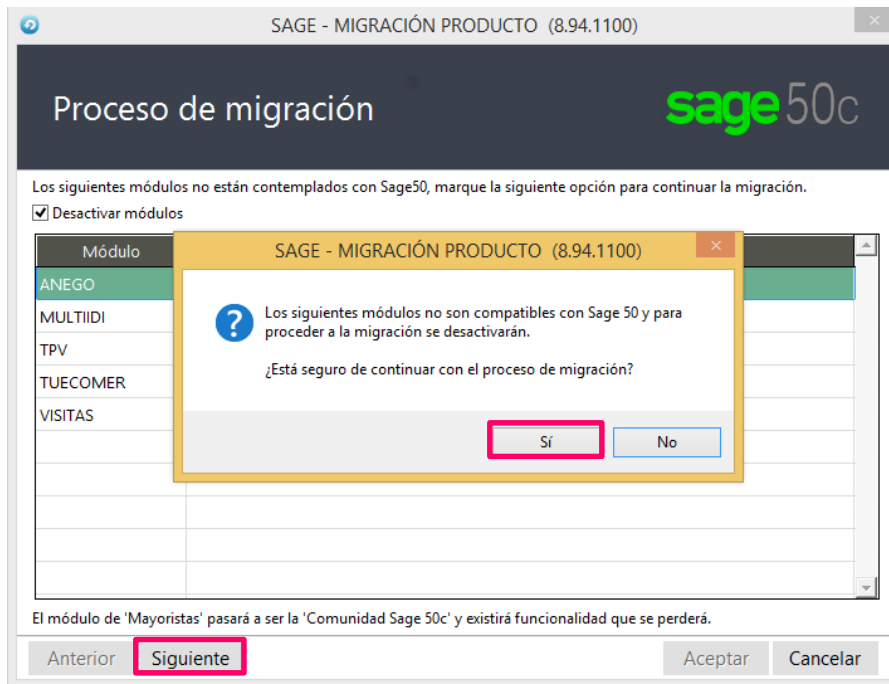 SAGE - MIGRACIÓN PRODUCTO (8.94.1100)
Proceso de migración
sage 50c
Los siguientes módulos no están contemplados con Sage50, marque la siguiente opción para continuar la migración.
Desactivar módulos
Módulo
ANEGO
MULTIIDI
TPV
TUECOMER
VISITAS
SAGE - MIGRACIÓN PRODUCTO (8.94.1100)
Los siguientes módulos no son compatibles con Sage 50 y para
proceder a la migración se desactivarán.
¿Está seguro de continuar con el proceso de migración?
Sí
No
El módulo de 'Mayoristas' pasará a ser la 'Comunidad Sage 50c' y existirá funcionalidad que se perderá.
Anterior
Siguiente
Aceptar
Cancelar